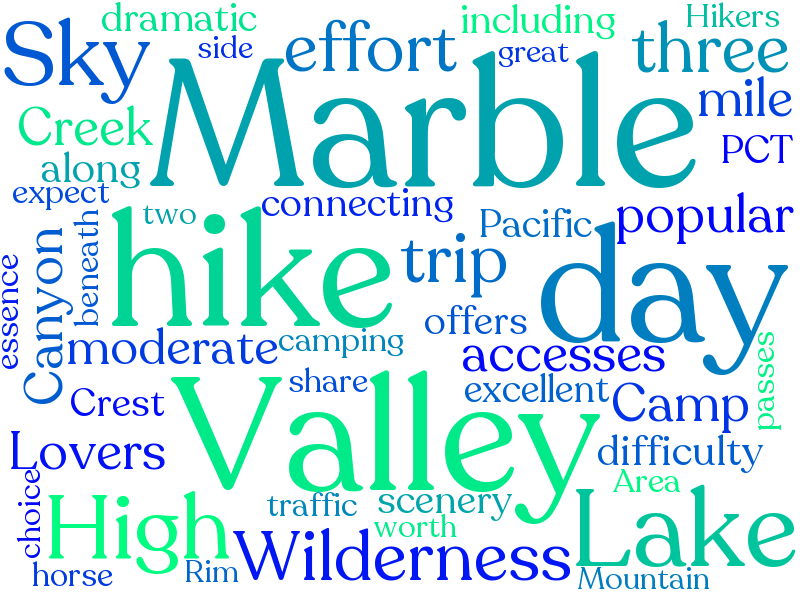 dramatic
including
Hikers
Sky
side
effort
great
three
Marble
mile
Creek
PCT
along
expect
two
connecting
Pacific
popular
hike
trip
day
essence
Canyon
beneath
offers
moderate
camping
accesses
passes
share
excellent
Crest
Valley
Camp
Lovers
difficulty
Area
choice
High
traffic
scenery
worth
Lake
Wilderness
horse
Rim
Mountain